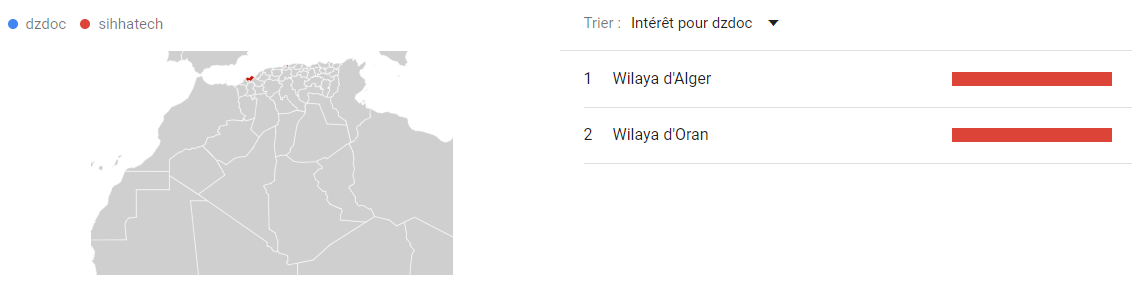 dzdoc sihhatech
Trier : Intérêt pour dzdoc
1 Wilaya d'Alger
2 Wilaya d'Oran